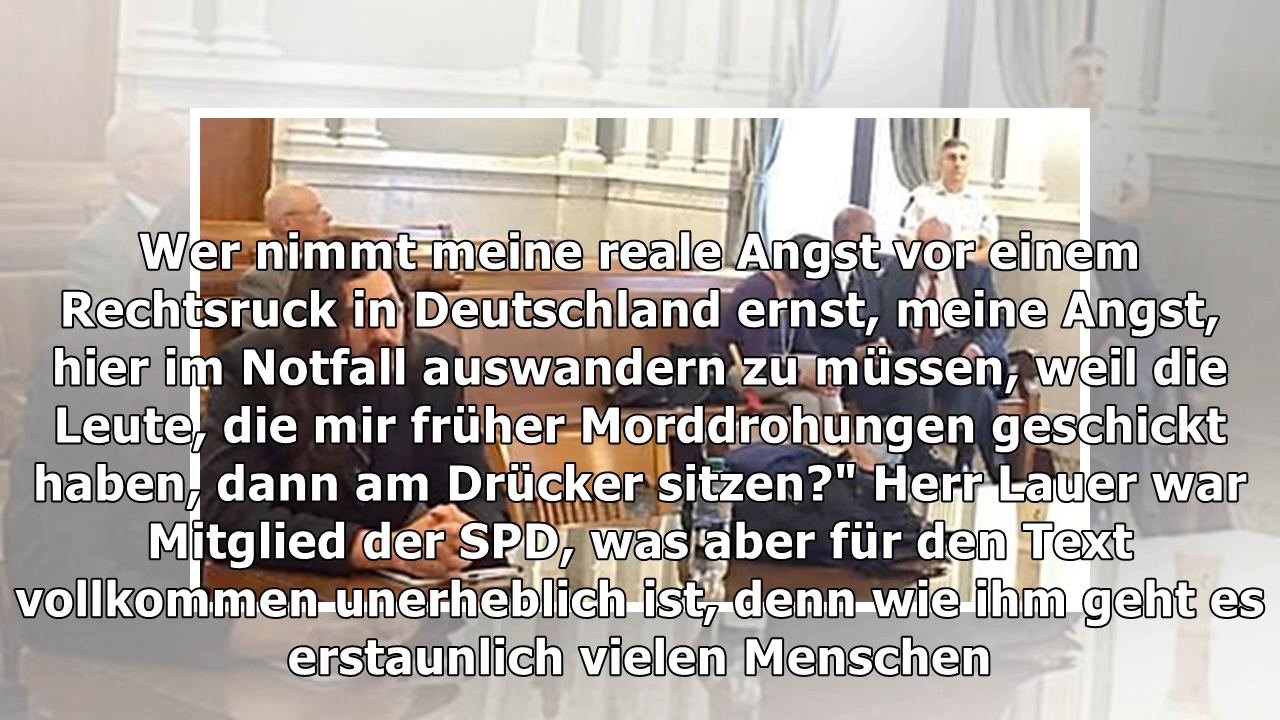 Wer nimmt meine reale Angst vor einem
Rechtsruck in Deutschland ernst, meine Angst,
hier im Notfall auswandern zu müssen, weil die
Leute, die mir früher Morddrohungen geschickt
haben, dann am Drücker sitzen?" Herr Lauer war
Mitglied der SPD, was aber für den Text
vollkommen unerheblich ist, denn wie ihm geht es
erstaunlich vielen Menschen